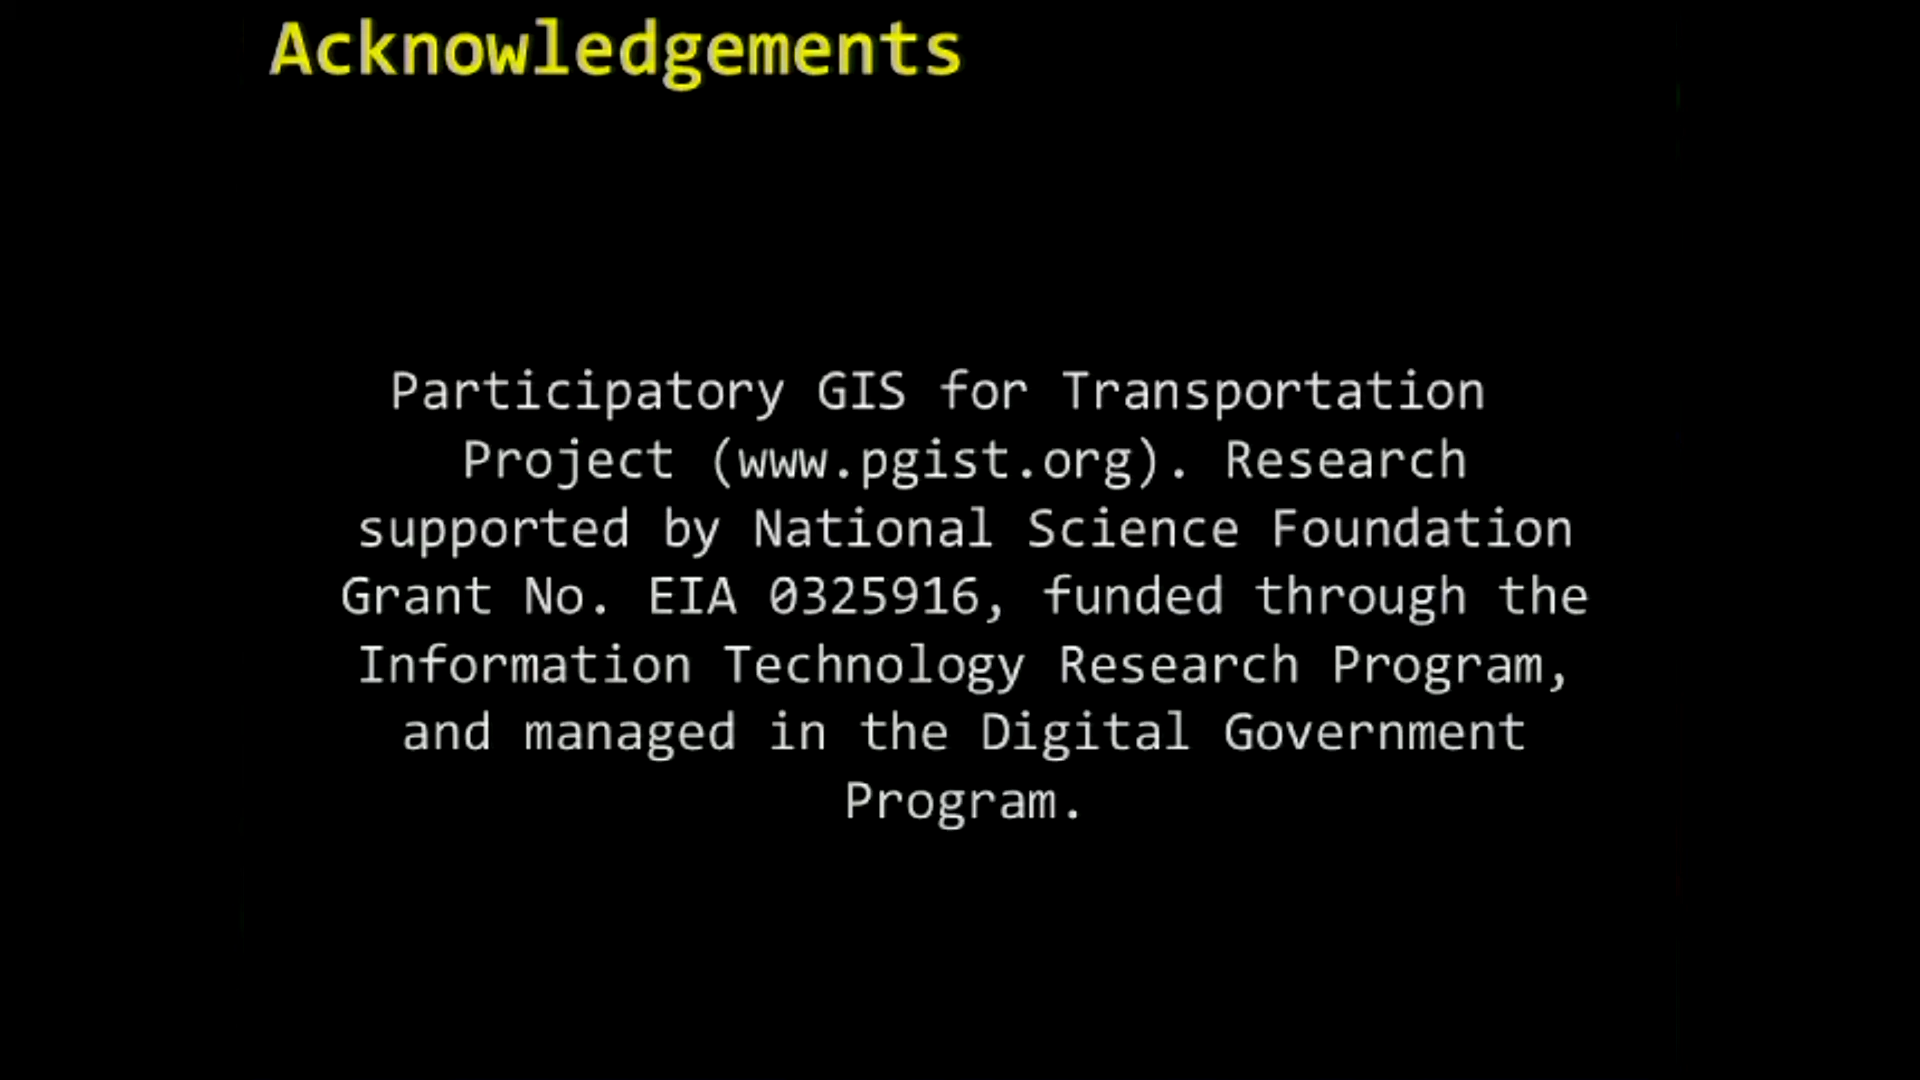 Acknowledgements
Participatory GIS for Transportation
Project (www.pgist.org). Research
supported by National Science Foundation
Grant No. EIA 0325916, funded through the
Information Technology Research Program,
and managed in the Digital Government
Program.